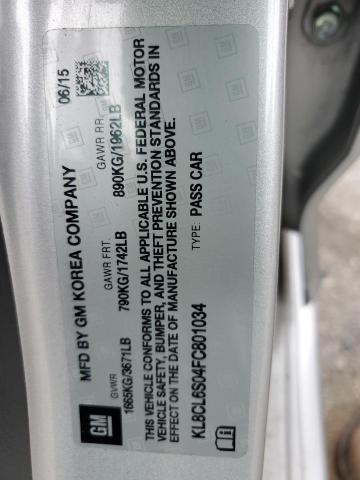 MFD BY GM KOREA COMPANY
06/15
GM
GVWR
GAWR FRT.
GAWR RR.
1665KG/3671LB
790KG/1742LB
890KG/1962LB
THIS VEHICLE CONFORMS TO ALL APPLICABLE U.S. FEDERAL MOTOR
VEHICLE SAFETY, BUMPER, AND THEFT PREVENTION STANDARDS IN
EFFECT ON THE DATE OF MANUFACTURE SHOWN ABOVE.
KL8CL6S04FC801034
TYPE: PASS CAR